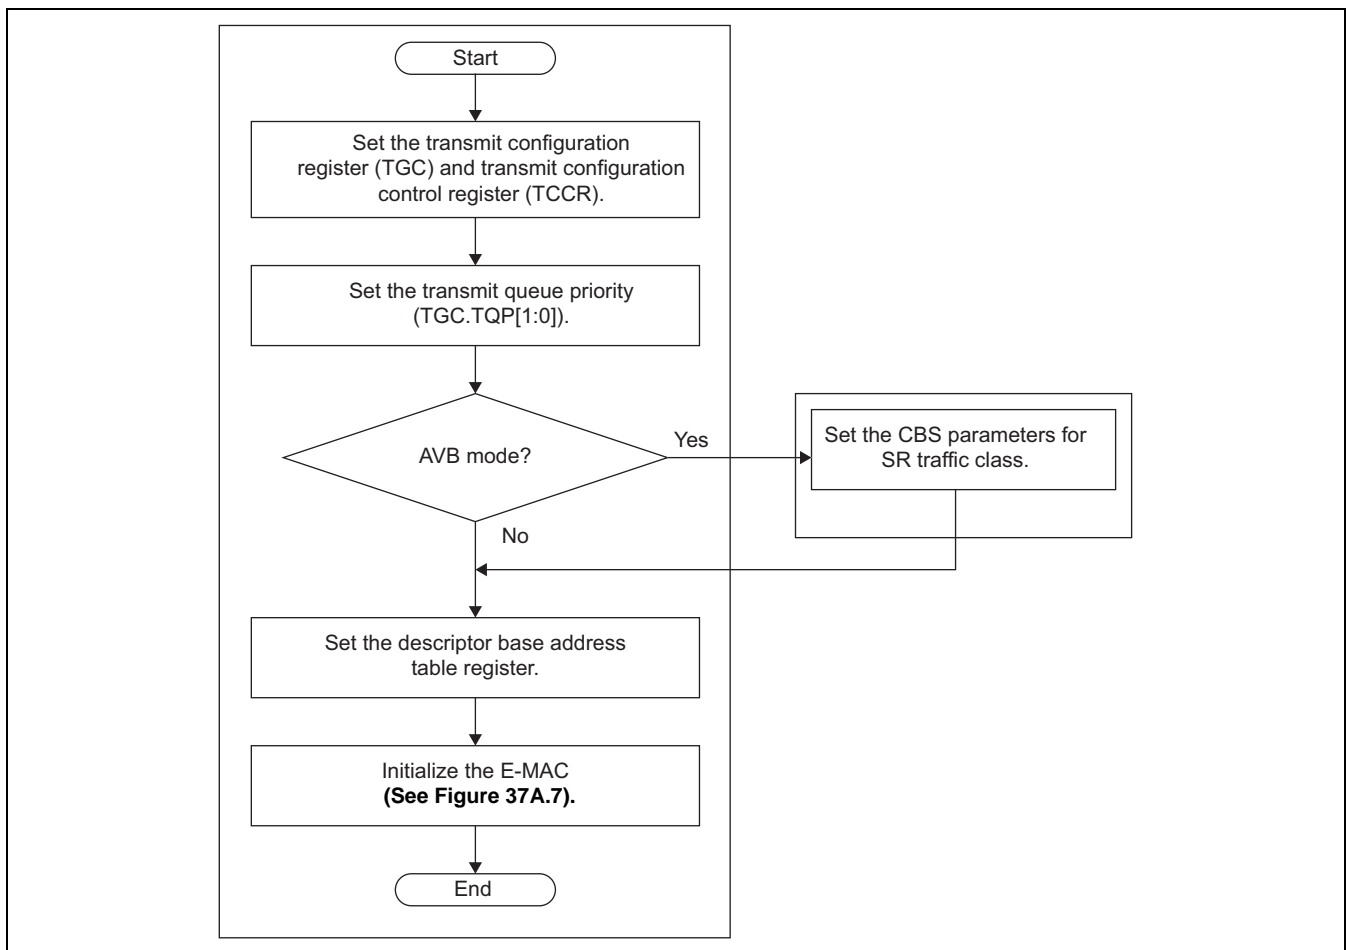 Start
Set the transmit configuration
register (TGC) and transmit configuration
control register (TCCR).
Set the transmit queue priority
(TGC.TQP[1:0]).
AVB mode?
Yes
Set the CBS parameters for
SR traffic class.
No
Set the descriptor base address
table register.
Initialize the E-MAC
(See Figure 37A.7).
End